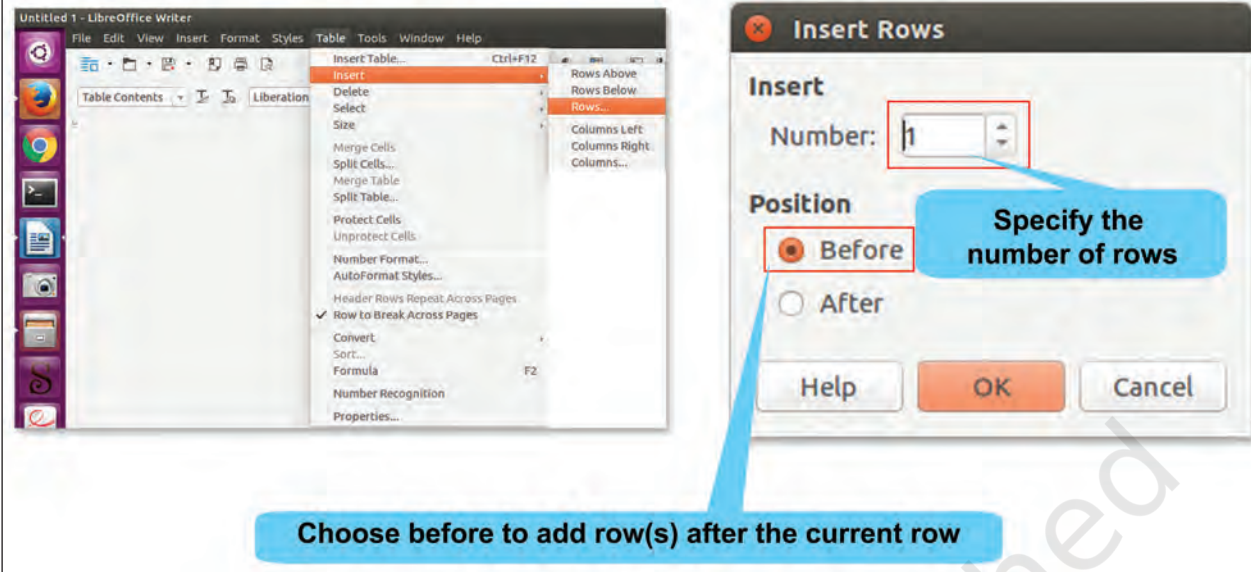 Untitled 1 - LibreOffice Writer
File Edit View Insert Format Styles Table Tools Window Help
Insert Table... Ctrl+F12
Insert
Delete
Select
Size
Merge Cells
Split Cells...
Merge Table
Split Table...
Protect Cells
Unprotect Cells
Number Format...
AutoFormat Styles...
Header Rows Repeat Across Pages
Row to Break Across Pages
Convert
Sort...
Formula F2
Number Recognition
Properties...
Rows Above
Rows Below
Rows...
Columns Left
Columns Right
Columns...
Table Contents Liberation
Insert Rows
Insert
Number: 1
Specify the
number of rows
Position
Before
After
Help OK Cancel
Choose before to add row(s) after the current row